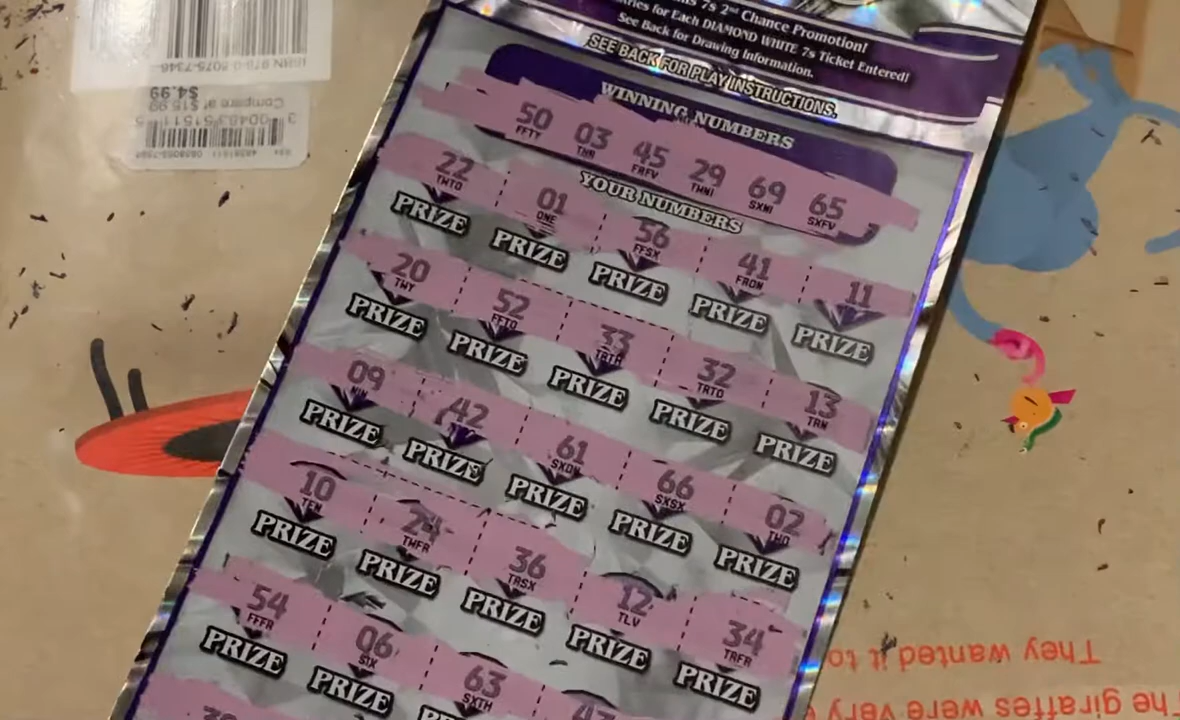 7s 2nd Chance Promotion!
for Each DIAMOND WHITE 7s Ticket Entered!
See Back for Drawing Information.
SEE BACK FOR PLAY INSTRUCTIONS.
WINNING NUMBERS
50 03 45 29 69 65
FFTY THR FRFV TWNI SXNI SXFV
YOUR NUMBERS
22 01 56 41 11
TWTO ONE FFSX FRON
PRIZE PRIZE PRIZE PRIZE PRIZE
20 52 33 32 13
TWY FFTO TRTR TRTO TRN
PRIZE PRIZE PRIZE PRIZE PRIZE
09 42 61 66 02
SXON SXSX TWO
PRIZE PRIZE PRIZE PRIZE PRIZE
10 24 36 12 34
TEN TWFR TRSX TLV TRFR
PRIZE PRIZE PRIZE PRIZE PRIZE
54 06 63
FFFR SIX SXTH
PRIZE PRIZE
$4.99
Compare at $15.99
They wanted it to
giraffes were very